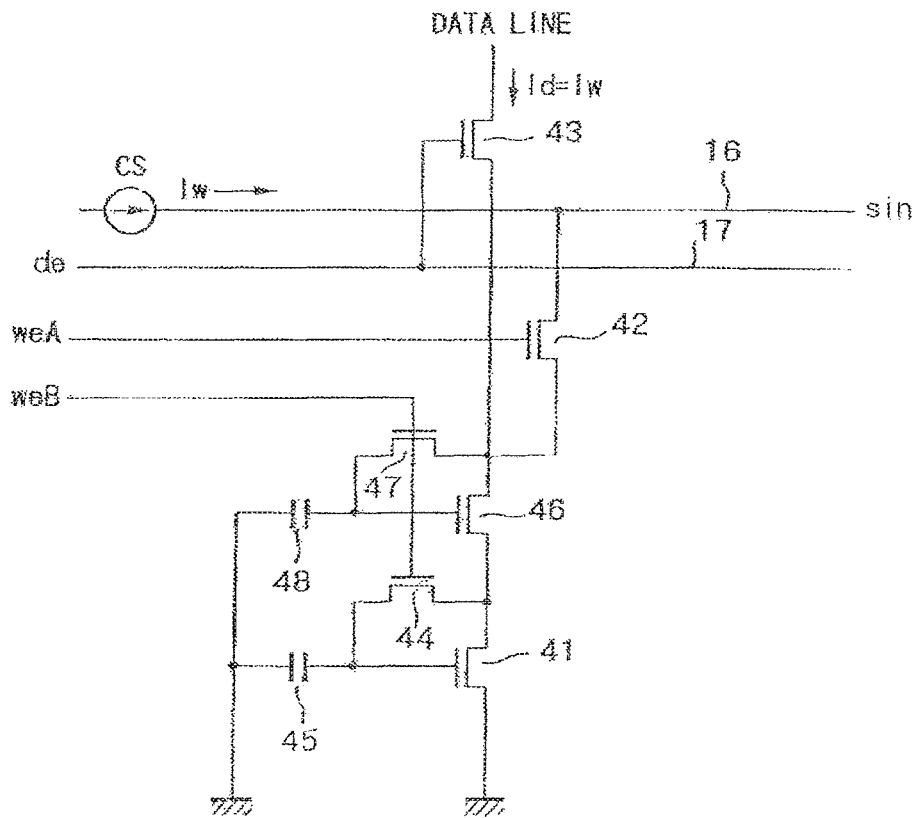 DATA LINE
Id=Iw
43
CS
Iw
16
sin
17
de
42
weA
weB
47
46
48
44
41
45